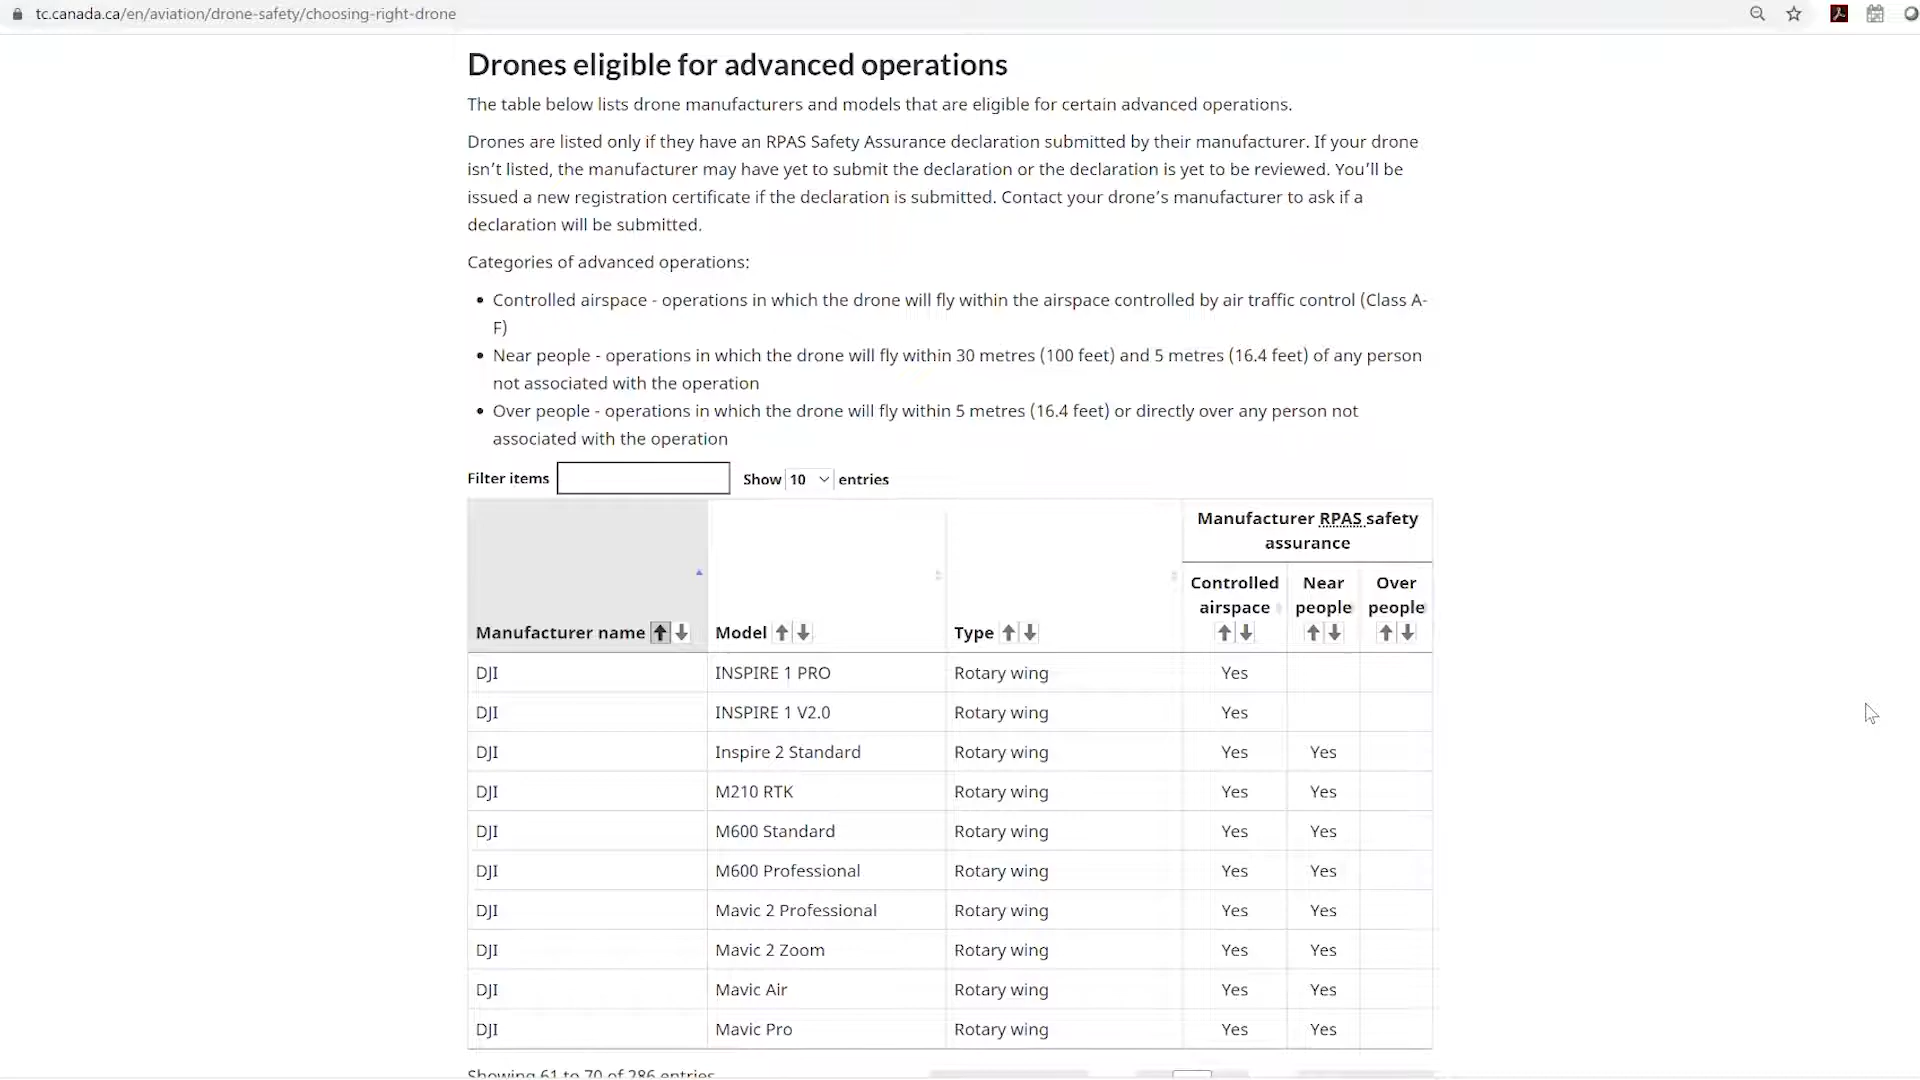 tc.canada.ca/en/aviation/drone-safety/choosing-right-drone
Drones eligible for advanced operations
The table below lists drone manufacturers and models that are eligible for certain advanced operations.
Drones are listed only if they have an RPAS Safety Assurance declaration submitted by their manufacturer. If your drone
isn’t listed, the manufacturer may have yet to submit the declaration or the declaration is yet to be reviewed. You’ll be
issued a new registration certificate if the declaration is submitted. Contact your drone’s manufacturer to ask if a
declaration will be submitted.
Categories of advanced operations:
• Controlled airspace - operations in which the drone will fly within the airspace controlled by air traffic control (Class A-
F)
• Near people - operations in which the drone will fly within 30 metres (100 feet) and 5 metres (16.4 feet) of any person
not associated with the operation
• Over people - operations in which the drone will fly within 5 metres (16.4 feet) or directly over any person not
associated with the operation
Filter items Show 10 entries
Manufacturer RPAS safety
assurance
Controlled Near Over
airspace people people
Manufacturer name Model Type
DJI INSPIRE 1 PRO Rotary wing Yes
DJI INSPIRE 1 V2.0 Rotary wing Yes
DJI Inspire 2 Standard Rotary wing Yes Yes
DJI M210 RTK Rotary wing Yes Yes
DJI M600 Standard Rotary wing Yes Yes
DJI M600 Professional Rotary wing Yes Yes
DJI Mavic 2 Professional Rotary wing Yes Yes
DJI Mavic 2 Zoom Rotary wing Yes Yes
DJI Mavic Air Rotary wing Yes Yes
DJI Mavic Pro Rotary wing Yes Yes
Showing 61 to 70 of 286 entries